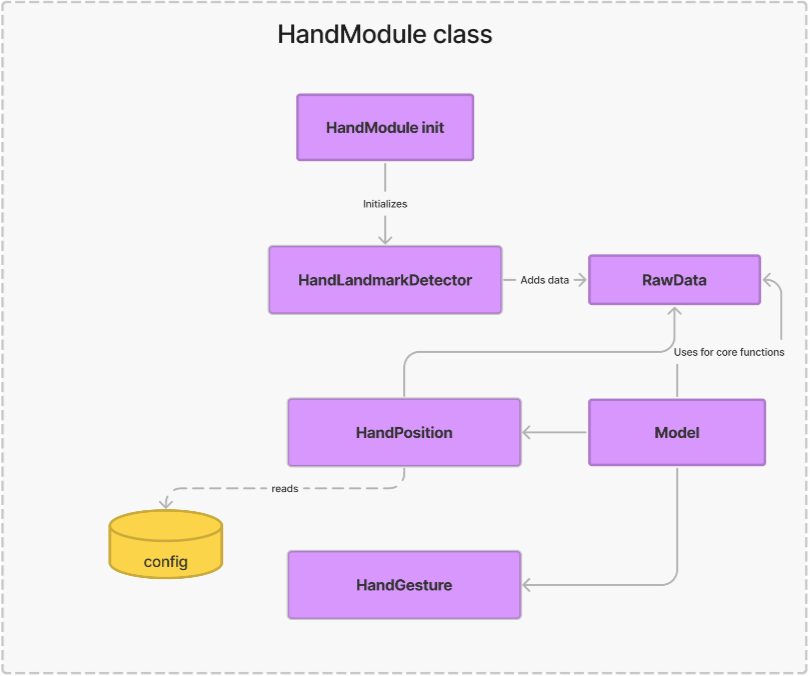 HandModule class
HandModule init
Initializes
HandLandmarkDetector
Adds data
RawData
Uses for core functions
HandPosition
Model
reads
config
HandGesture